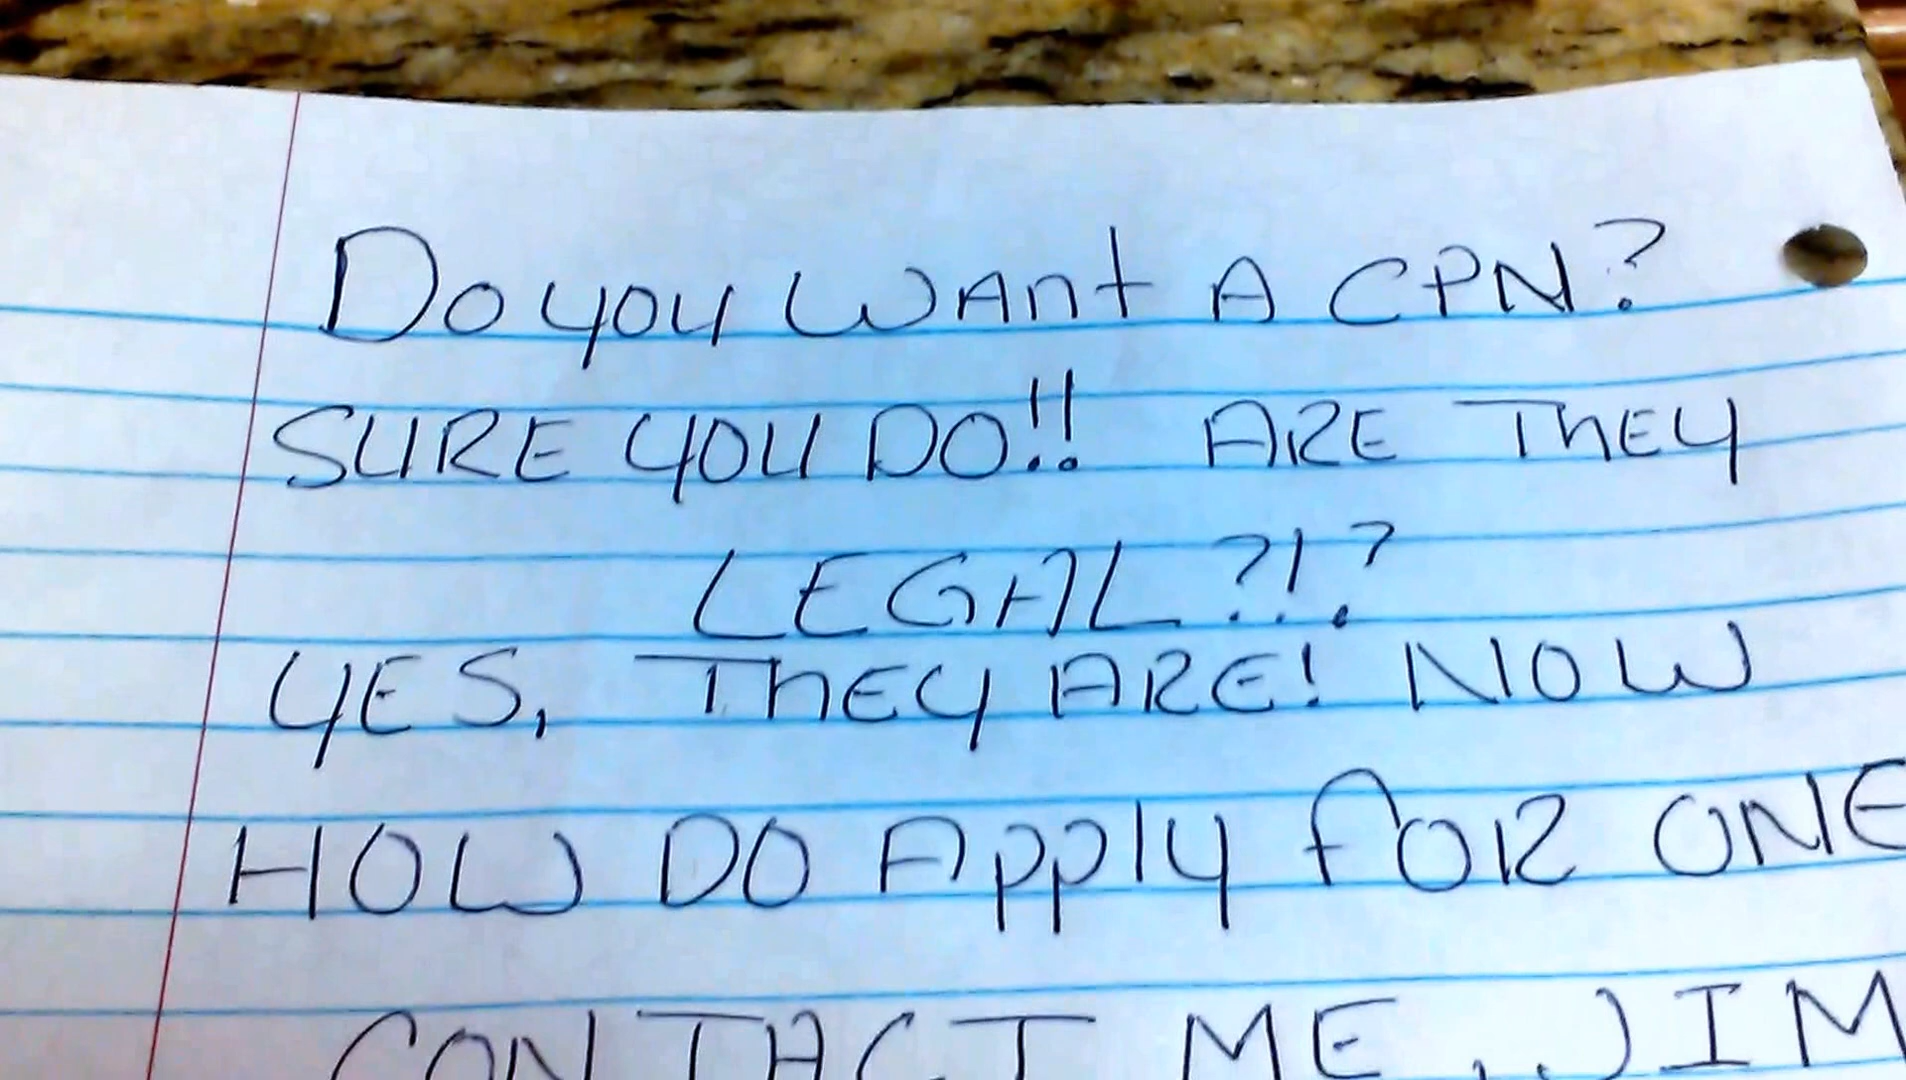 Do you want A CPN?
SURE YOU DO!! ARE THEY
LEGAL?!?
YES, THEY ARE! NOW
HOW DO Apply FOR ONE
CONTACT ME, JIM